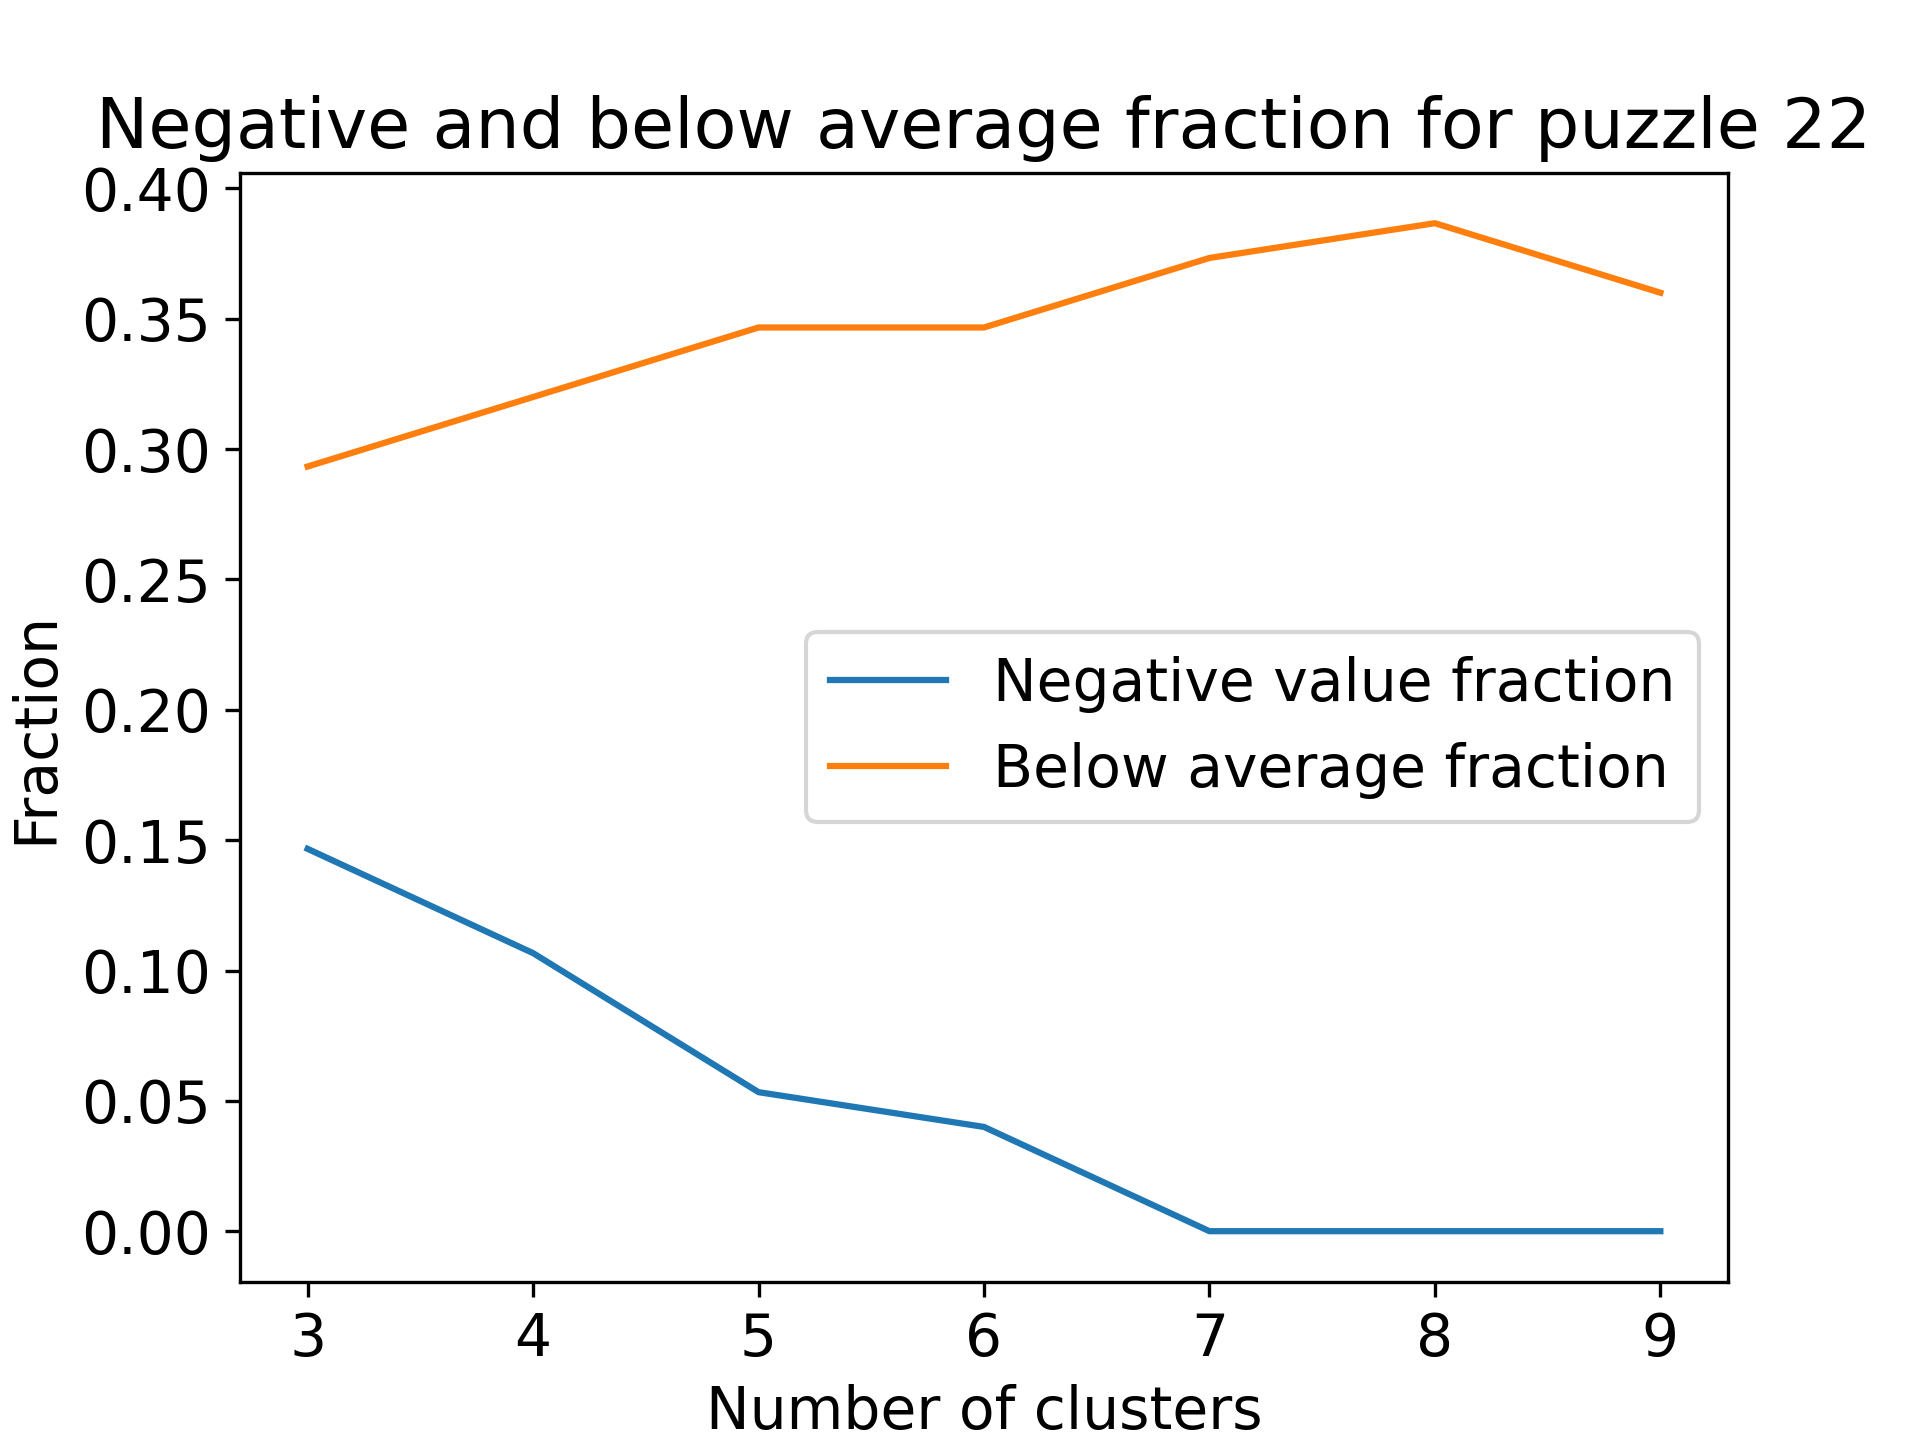 Negative and below average fraction for puzzle 22
0.40
0.35
0.30
0.25
0.20
0.15
0.10
0.05
0.00
Fraction
Negative value fraction
Below average fraction
3 4 5 6 7 8 9
Number of clusters